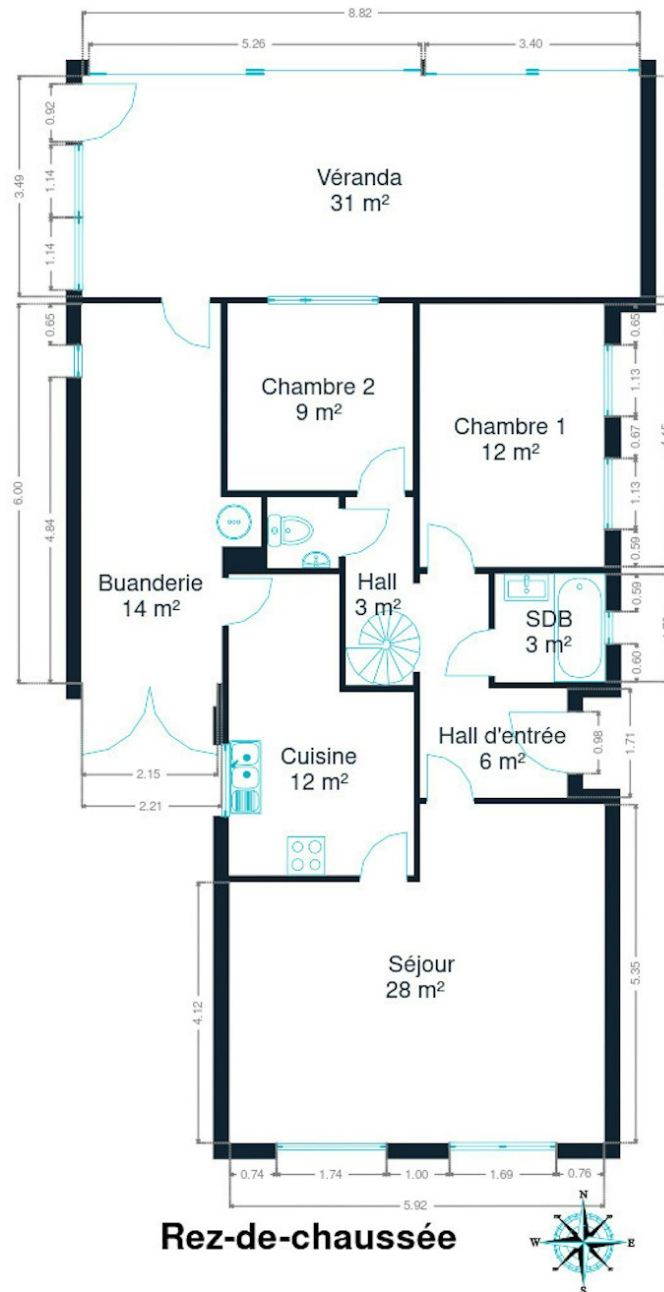 8.82
5.26
3.40
0.92
3.49
1.14
1.14
Véranda
31 m²
0.65
6.00
4.84
Chambre 2
9 m²
Chambre 1
12 m²
0.65
1.13
0.67
1.13
0.59
Buanderie
14 m²
Hall
3 m²
SDB
3 m²
0.59
0.60
Hall d'entrée
6 m²
0.98
1.71
Cuisine
12 m²
2.15
2.21
Séjour
28 m²
4.12
5.35
0.74
1.74
1.00
1.69
0.76
5.92
Rez-de-chaussée
N
W
E
S